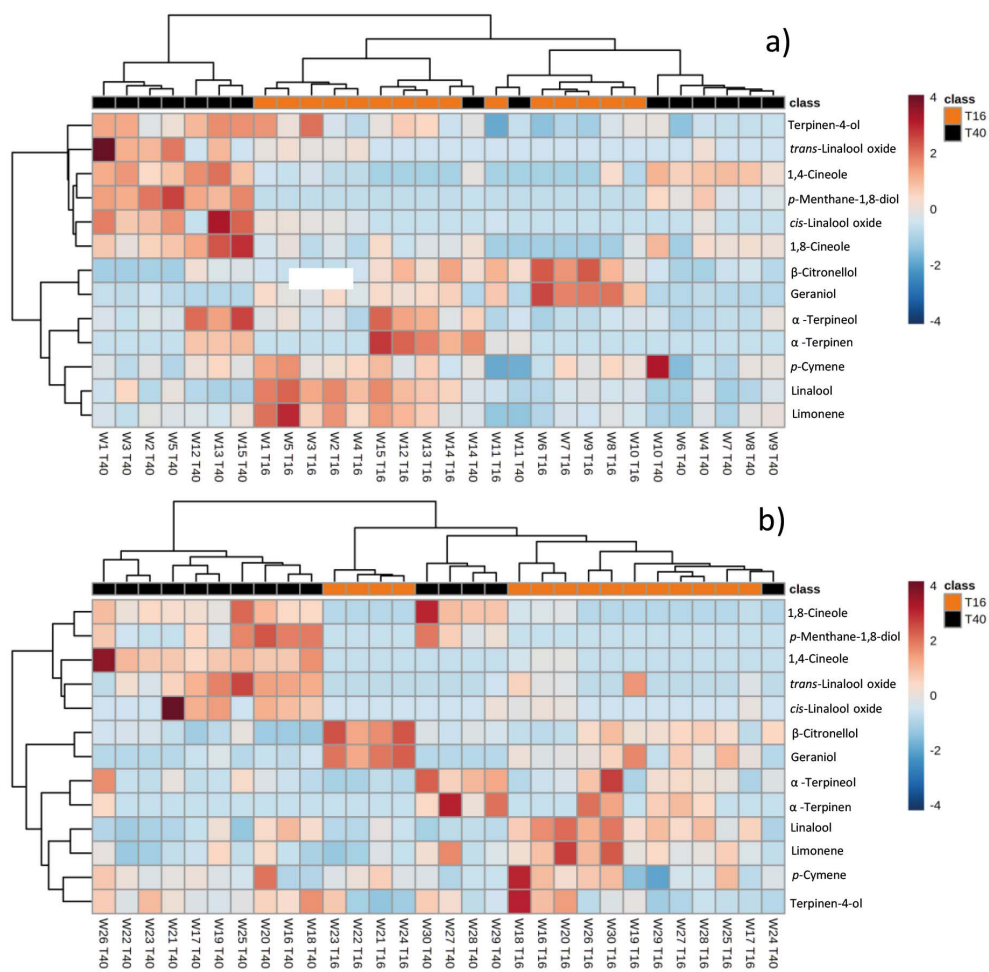 a)
class
Terpinen-4-ol
trans-Linalool oxide
1,4-Cineole
p-Menthane-1,8-diol
cis-Linalool oxide
1,8-Cineole
β-Citronellol
Geraniol
α -Terpineol
α -Terpinen
p-Cymene
Linalool
Limonene
4
2
0
-2
-4
class
T16
T40
W1 T40
W3 T40
W2 T40
W5 T40
W12 T40
W13 T40
W15 T40
W1 T16
W5 T16
W3 T16
W2 T16
W4 T16
W15 T16
W12 T16
W13 T16
W14 T16
W14 T40
W11 T16
W11 T40
W6 T16
W7 T16
W9 T16
W8 T16
W10 T16
W10 T40
W6 T40
W4 T40
W7 T40
W8 T40
W9 T40
b)
class
1,8-Cineole
p-Menthane-1,8-diol
1,4-Cineole
trans-Linalool oxide
cis-Linalool oxide
β-Citronellol
Geraniol
α -Terpineol
α -Terpinen
Linalool
Limonene
p-Cymene
Terpinen-4-ol
4
2
0
-2
-4
class
T16
T40
W26 T40
W22 T40
W23 T40
W21 T40
W17 T40
W19 T40
W25 T40
W20 T40
W16 T40
W18 T40
W23 T16
W22 T16
W21 T16
W24 T16
W30 T40
W27 T40
W28 T40
W29 T40
W18 T16
W16 T16
W20 T16
W26 T16
W30 T16
W19 T16
W29 T16
W27 T16
W28 T16
W25 T16
W17 T16
W24 T40